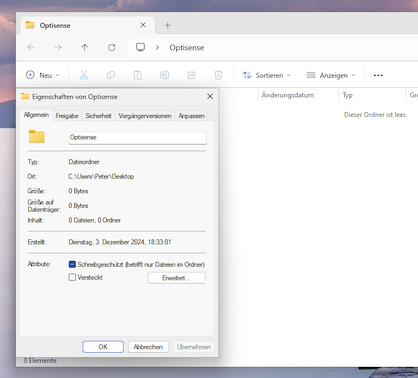 Optisense
Optisense
Neu
Sortieren
Anzeigen
Eigenschaften von Optisense
Änderungsdatum
Typ
Allgemein
Freigabe
Sicherheit
Vorgängerversionen
Anpassen
Dieser Ordner ist leer.
Optisense
Typ: Dateiordner
Ort: C:\Users\Peter\Desktop
Größe: 0 Bytes
Größe auf
Datenträger: 0 Bytes
Inhalt: 0 Dateien, 0 Ordner
Erstellt: Dienstag, 3. Dezember 2024, 18:33:01
Attribute: Schreibgeschützt (betrifft nur Dateien im Ordner)
Versteckt
Erweitert...
OK
Abbrechen
Übernehmen
0 Elemente